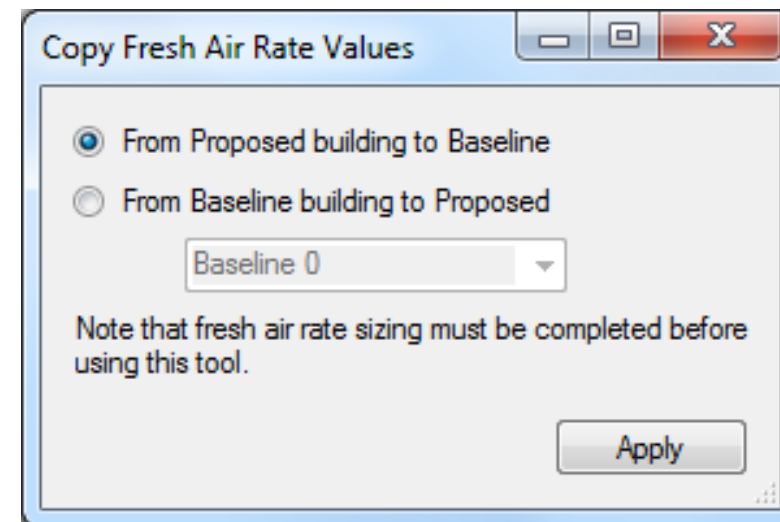 Copy Fresh Air Rate Values
From Proposed building to Baseline
From Baseline building to Proposed
Baseline 0
Note that fresh air rate sizing must be completed before
using this tool.
Apply